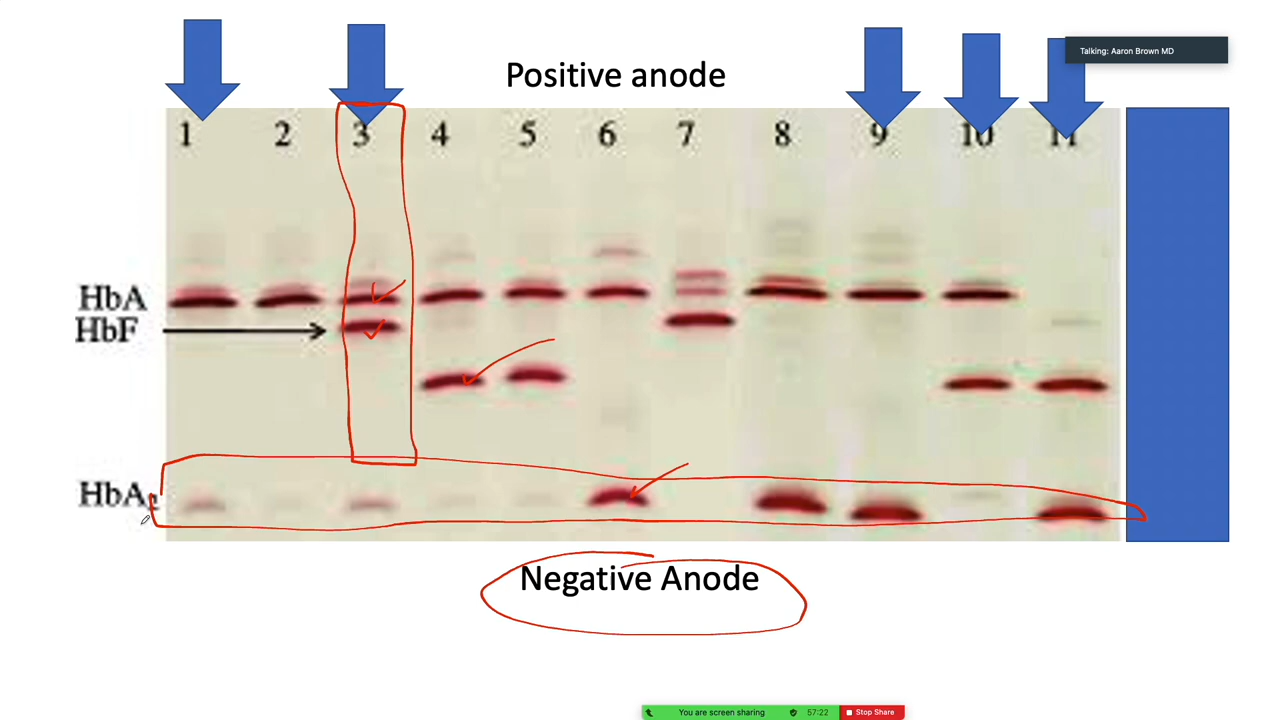 Talking: Aaron Brown MD
Positive anode
1 2 3 4 5 6 7 8 9 10 11
HbA
HbF
HbA2
Negative Anode
You are screen sharing 57:22 Stop Share